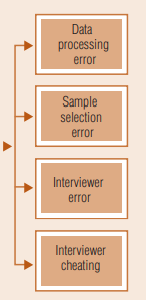 Data
processing
error
Sample
selection
error
Interviewer
error
Interviewer
cheating